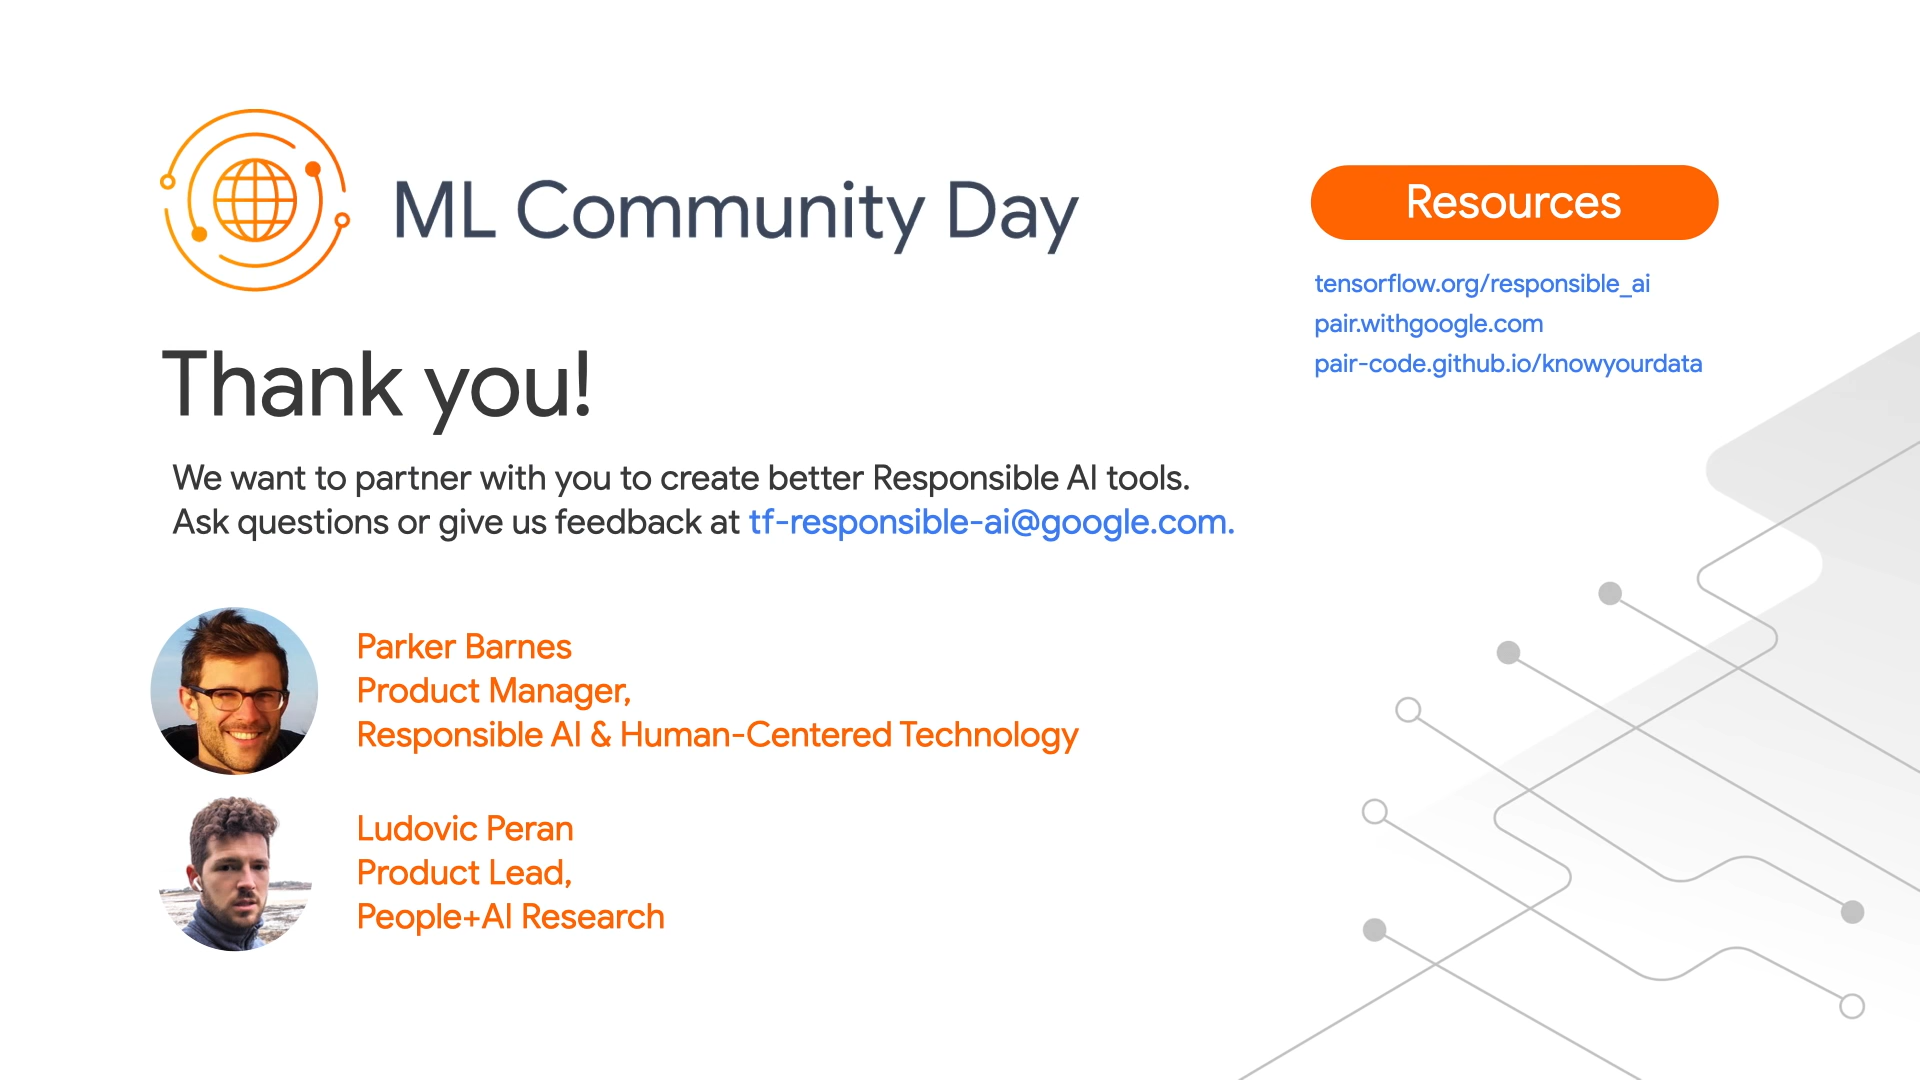 ML Community Day
Thank you!
We want to partner with you to create better Responsible AI tools.
Ask questions or give us feedback at tf-responsible-ai@google.com.
Parker Barnes
Product Manager,
Responsible AI & Human-Centered Technology
Ludovic Peran
Product Lead,
People+AI Research
Resources
tensorflow.org/responsible_ai
pair.withgoogle.com
pair-code.github.io/knowyourdata